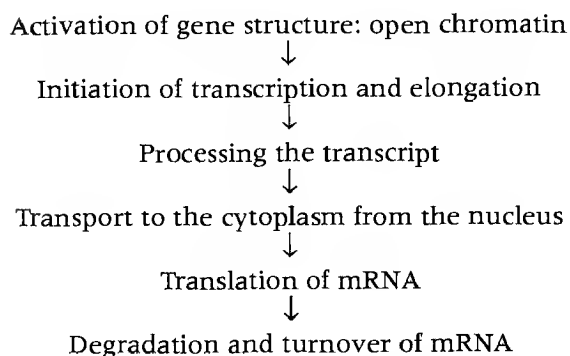 Activation of gene structure: open chromatin
↓
Initiation of transcription and elongation
↓
Processing the transcript
↓
Transport to the cytoplasm from the nucleus
↓
Translation of mRNA
↓
Degradation and turnover of mRNA